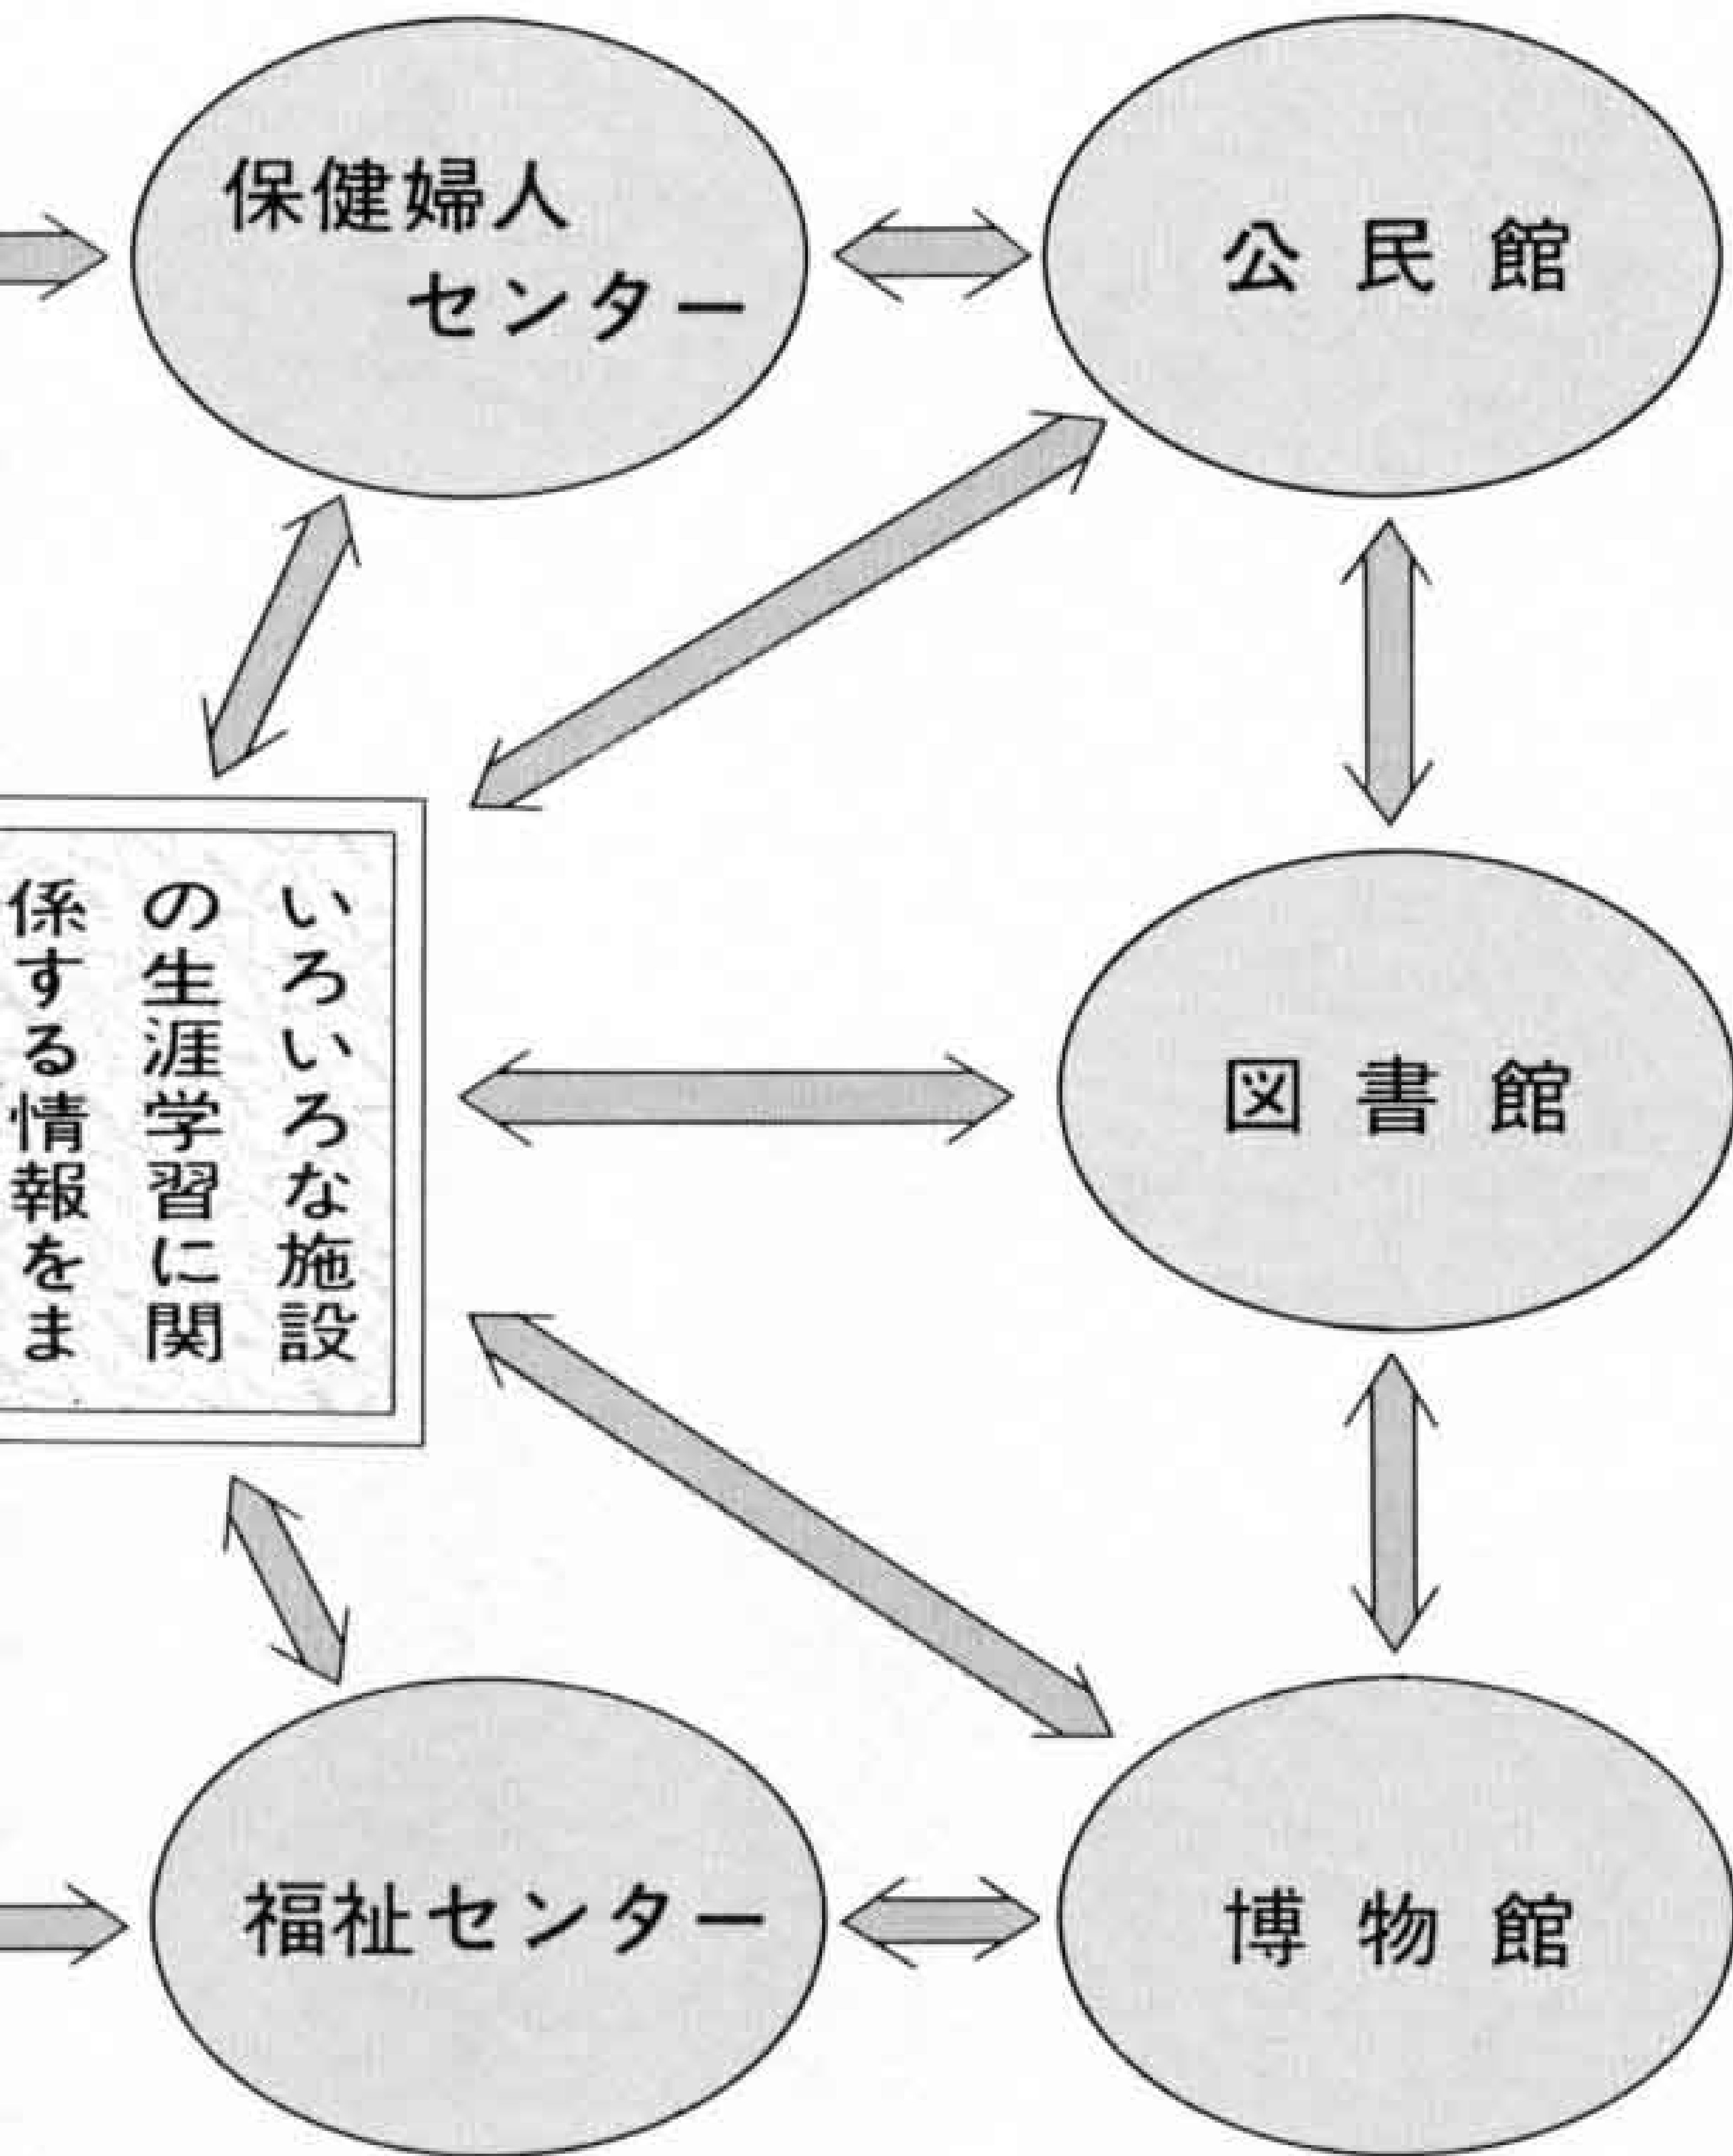 保健婦人
センター
公民館
いろいろな施設
の生涯学習に関
係する情報をま
図書館
福祉センター
博物館